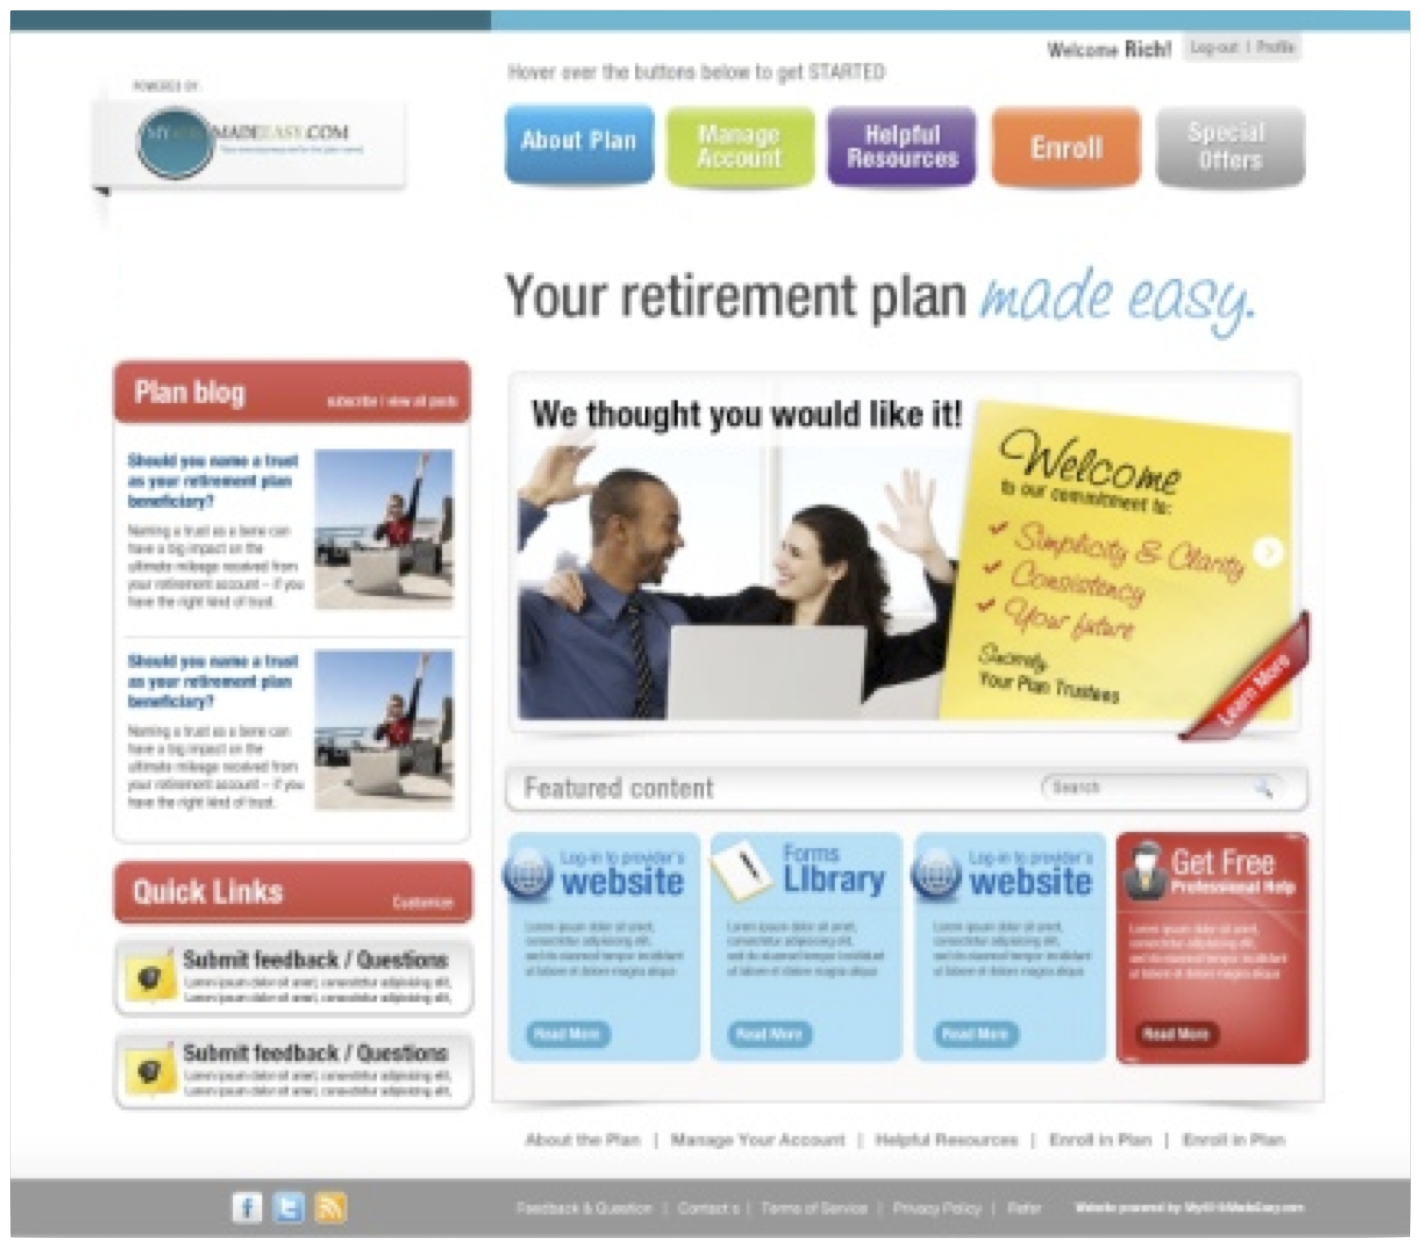 Welcome Rich! Log-out | Profile
Hover over the buttons below to get STARTED
POWERED BY:
MADEEASY.COM
About Plan
Manage
Account
Helpful
Resources
Enroll
Special
Offers
Your retirement plan made easy.
Plan blog
subscribe | view all posts
Should you name a trust
as your retirement plan
beneficiary?
Naming a trust as a bene can
have a big impact on the
ultimate mileage received from
your retirement account – if you
have the right kind of trust.
Should you name a trust
as your retirement plan
beneficiary?
Naming a trust as a bene can
have a big impact on the
ultimate mileage received from
your retirement account – if you
have the right kind of trust.
Quick Links
Customize
Submit feedback / Questions
Lorem ipsum dolor sit amet, consectetur adipisicing elit,
Lorem ipsum dolor sit amet, consectetur adipisicing elit,
Submit feedback / Questions
Lorem ipsum dolor sit amet, consectetur adipisicing elit,
Lorem ipsum dolor sit amet, consectetur adipisicing elit,
We thought you would like it!
Welcome
to our commitment to:
Simplicity & Clarity
Consistency
Your future
Sincerely
Your Plan Trustees
Learn More
Featured content
Search
Log-in to provider's
website
Lorem ipsum dolor sit amet,
consectetur adipisicing elit,
sed do eiusmod tempor incididunt
ut labore et dolore magna aliqua
Read More
Forms
LIbrary
Lorem ipsum dolor sit amet,
consectetur adipisicing elit,
sed do eiusmod tempor incididunt
ut labore et dolore magna aliqua
Read More
Log-in to provider's
website
Lorem ipsum dolor sit amet,
consectetur adipisicing elit,
sed do eiusmod tempor incididunt
ut labore et dolore magna aliqua
Read More
Get Free
Professional Help
Lorem ipsum dolor sit amet,
consectetur adipisicing elit,
sed do eiusmod tempor incididunt
ut labore et dolore magna aliqua
Read More
About the Plan | Manage Your Account | Helpful Resources | Enroll in Plan | Enroll in Plan
Feedback & Question | Contact s | Terms of Service | Privacy Policy | Refer
Website powered by My401kMadeEasy.com